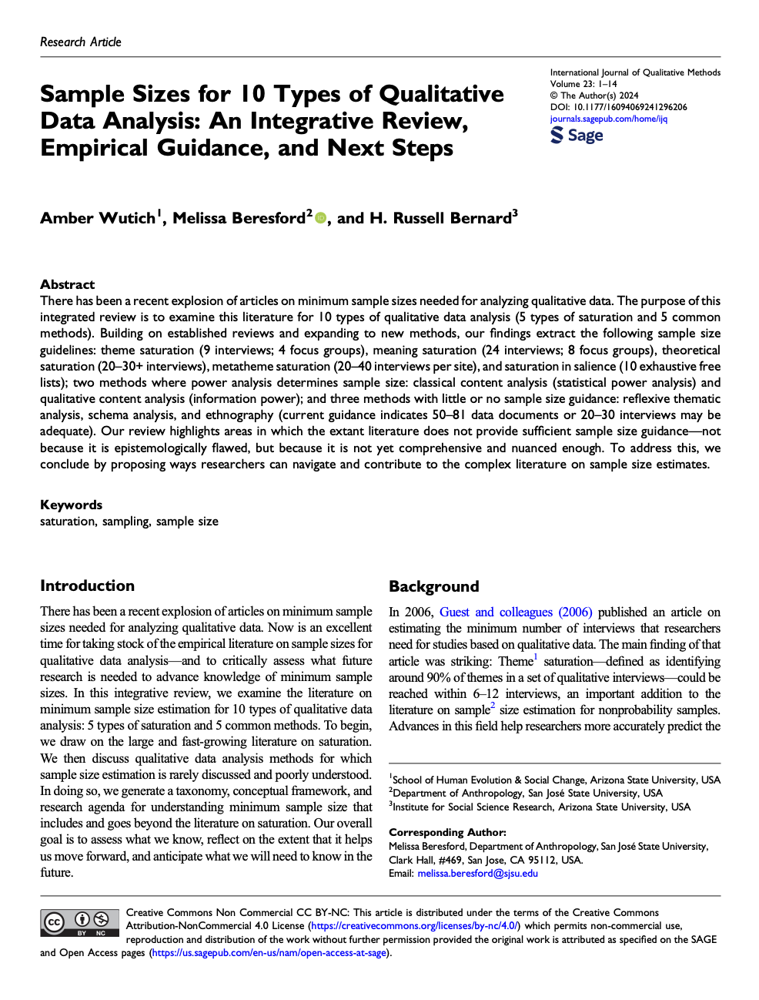 Research Article
Sample Sizes for 10 Types of Qualitative
Data Analysis: An Integrative Review,
Empirical Guidance, and Next Steps
International Journal of Qualitative Methods
Volume 23: 1–14
© The Author(s) 2024
DOI: 10.1177/16094069241296206
journals.sagepub.com/home/ijq
Sage
Amber Wutich1, Melissa Beresford2 iD, and H. Russell Bernard3
Abstract
There has been a recent explosion of articles on minimum sample sizes needed for analyzing qualitative data. The purpose of this
integrated review is to examine this literature for 10 types of qualitative data analysis (5 types of saturation and 5 common
methods). Building on established reviews and expanding to new methods, our findings extract the following sample size
guidelines: theme saturation (9 interviews; 4 focus groups), meaning saturation (24 interviews; 8 focus groups), theoretical
saturation (20–30+ interviews), metatheme saturation (20–40 interviews per site), and saturation in salience (10 exhaustive free
lists); two methods where power analysis determines sample size: classical content analysis (statistical power analysis) and
qualitative content analysis (information power); and three methods with little or no sample size guidance: reflexive thematic
analysis, schema analysis, and ethnography (current guidance indicates 50–81 data documents or 20–30 interviews may be
adequate). Our review highlights areas in which the extant literature does not provide sufficient sample size guidance—not
because it is epistemologically flawed, but because it is not yet comprehensive and nuanced enough. To address this, we
conclude by proposing ways researchers can navigate and contribute to the complex literature on sample size estimates.
Keywords
saturation, sampling, sample size
Introduction
There has been a recent explosion of articles on minimum sample
sizes needed for analyzing qualitative data. Now is an excellent
time for taking stock of the empirical literature on sample sizes for
qualitative data analysis—and to critically assess what future
research is needed to advance knowledge of minimum sample
sizes. In this integrative review, we examine the literature on
minimum sample size estimation for 10 types of qualitative data
analysis: 5 types of saturation and 5 common methods. To begin,
we draw on the large and fast-growing literature on saturation.
We then discuss qualitative data analysis methods for which
sample size estimation is rarely discussed and poorly understood.
In doing so, we generate a taxonomy, conceptual framework, and
research agenda for understanding minimum sample size that
includes and goes beyond the literature on saturation. Our overall
goal is to assess what we know, reflect on the extent that it helps
us move forward, and anticipate what we will need to know in the
future.
Background
In 2006, Guest and colleagues (2006) published an article on
estimating the minimum number of interviews that researchers
need for studies based on qualitative data. The main finding of that
article was striking: Theme1 saturation—defined as identifying
around 90% of themes in a set of qualitative interviews—could be
reached within 6–12 interviews, an important addition to the
literature on sample2 size estimation for nonprobability samples.
Advances in this field help researchers more accurately predict the
1School of Human Evolution & Social Change, Arizona State University, USA
2Department of Anthropology, San José State University, USA
3Institute for Social Science Research, Arizona State University, USA
Corresponding Author:
Melissa Beresford, Department of Anthropology, San José State University,
Clark Hall, #469, San Jose, CA 95112, USA.
Email: melissa.beresford@sjsu.edu
cc BY NC
Creative Commons Non Commercial CC BY-NC: This article is distributed under the terms of the Creative Commons
Attribution-NonCommercial 4.0 License (https://creativecommons.org/licenses/by-nc/4.0/) which permits non-commercial use,
reproduction and distribution of the work without further permission provided the original work is attributed as specified on the SAGE
and Open Access pages (https://us.sagepub.com/en-us/nam/open-access-at-sage).